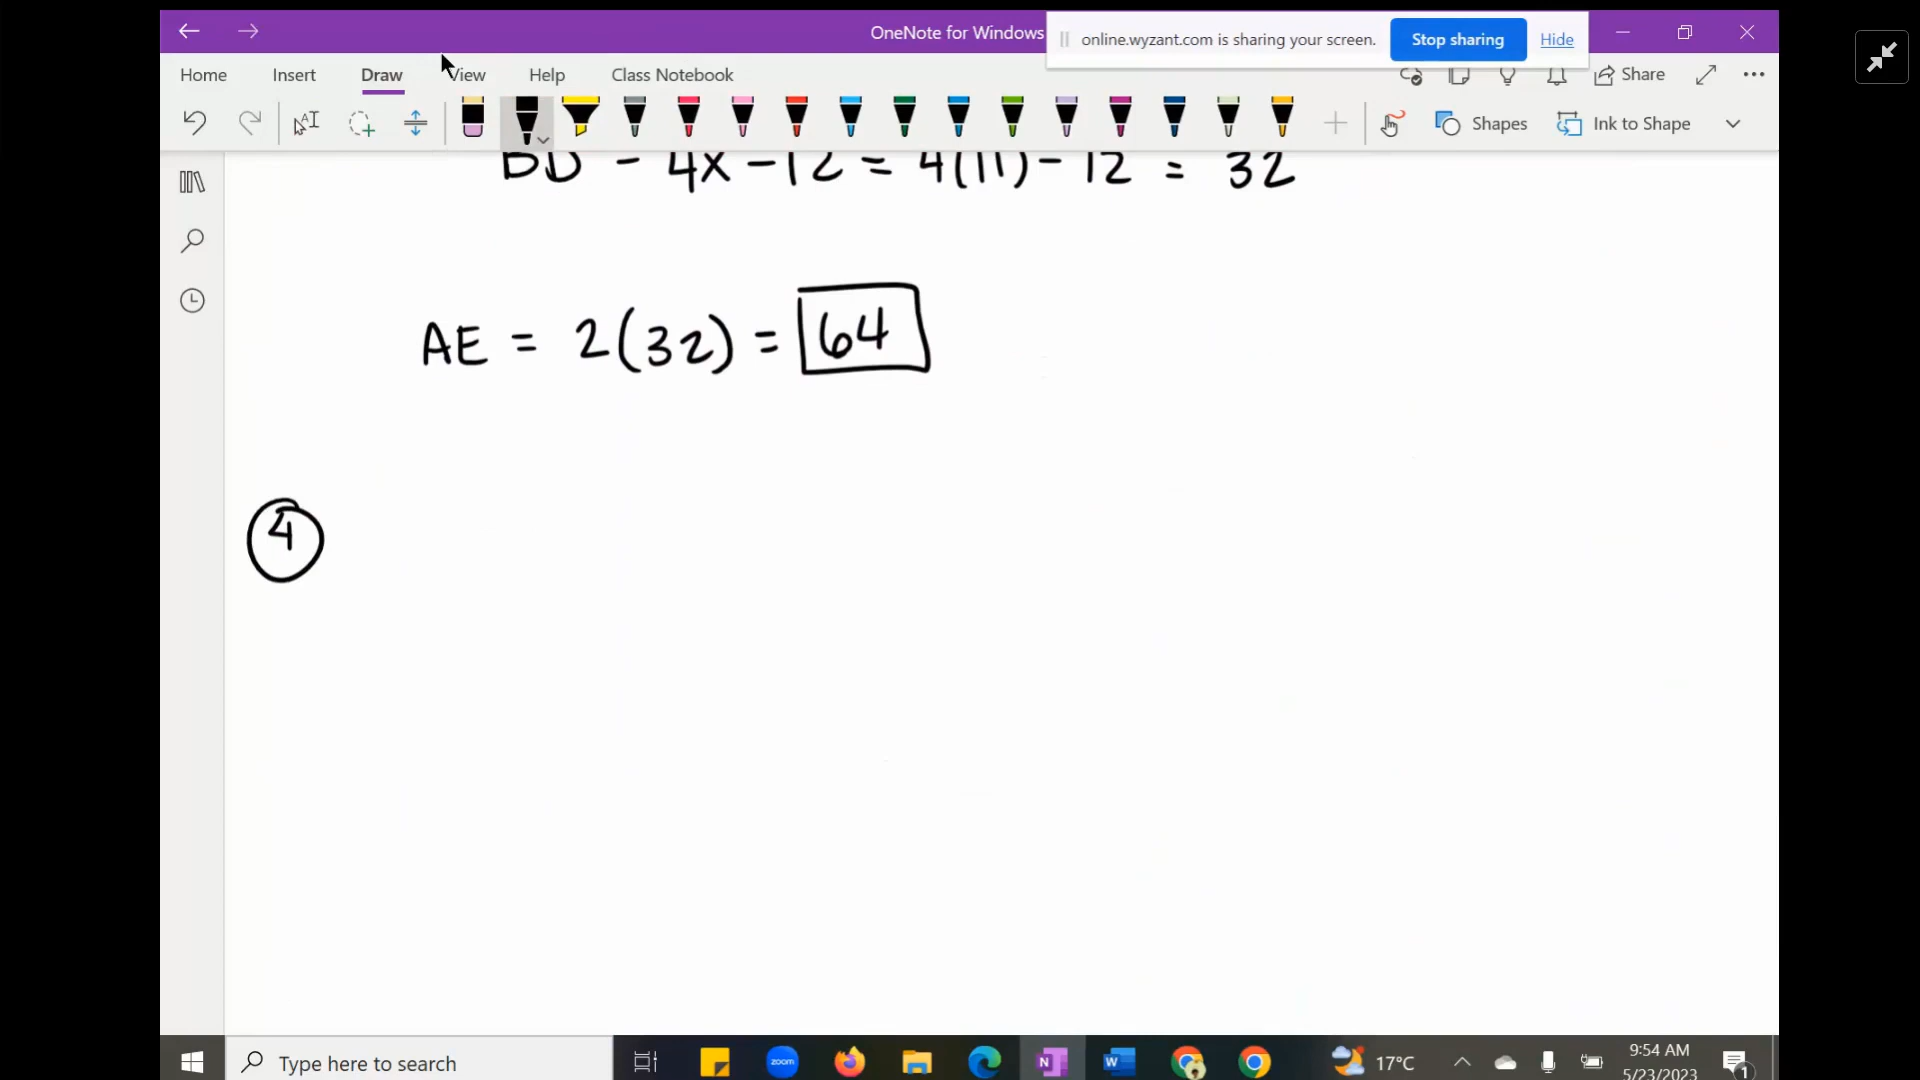 OneNote for Windows
online.wyzant.com is sharing your screen.
Stop sharing
Hide
Home
Insert
Draw
View
Help
Class Notebook
Share
Shapes
Ink to Shape
BD = 4x - 12 = 4(11) - 12 = 32
AE = 2(32) = 64
4
Type here to search
zoom
17°C
9:54 AM
5/23/2023
1